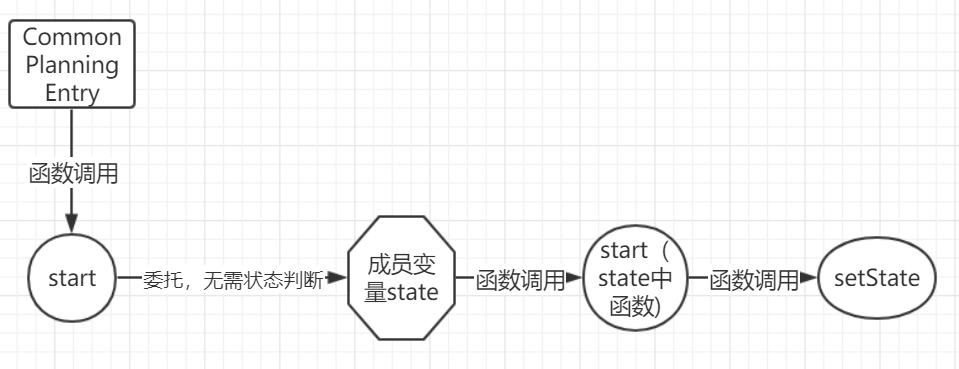 Common
Planning
Entry
函数调用
start
委托，无需状态判断
成员变
量state
函数调用
start（
state中
函数)
函数调用
setState